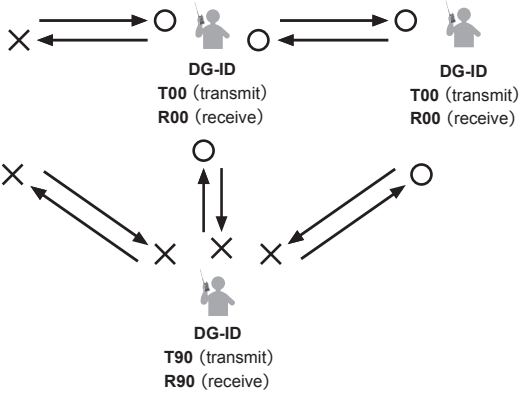 DG-ID
T00 (transmit)
R00 (receive)
DG-ID
T00 (transmit)
R00 (receive)
DG-ID
T90 (transmit)
R90 (receive)